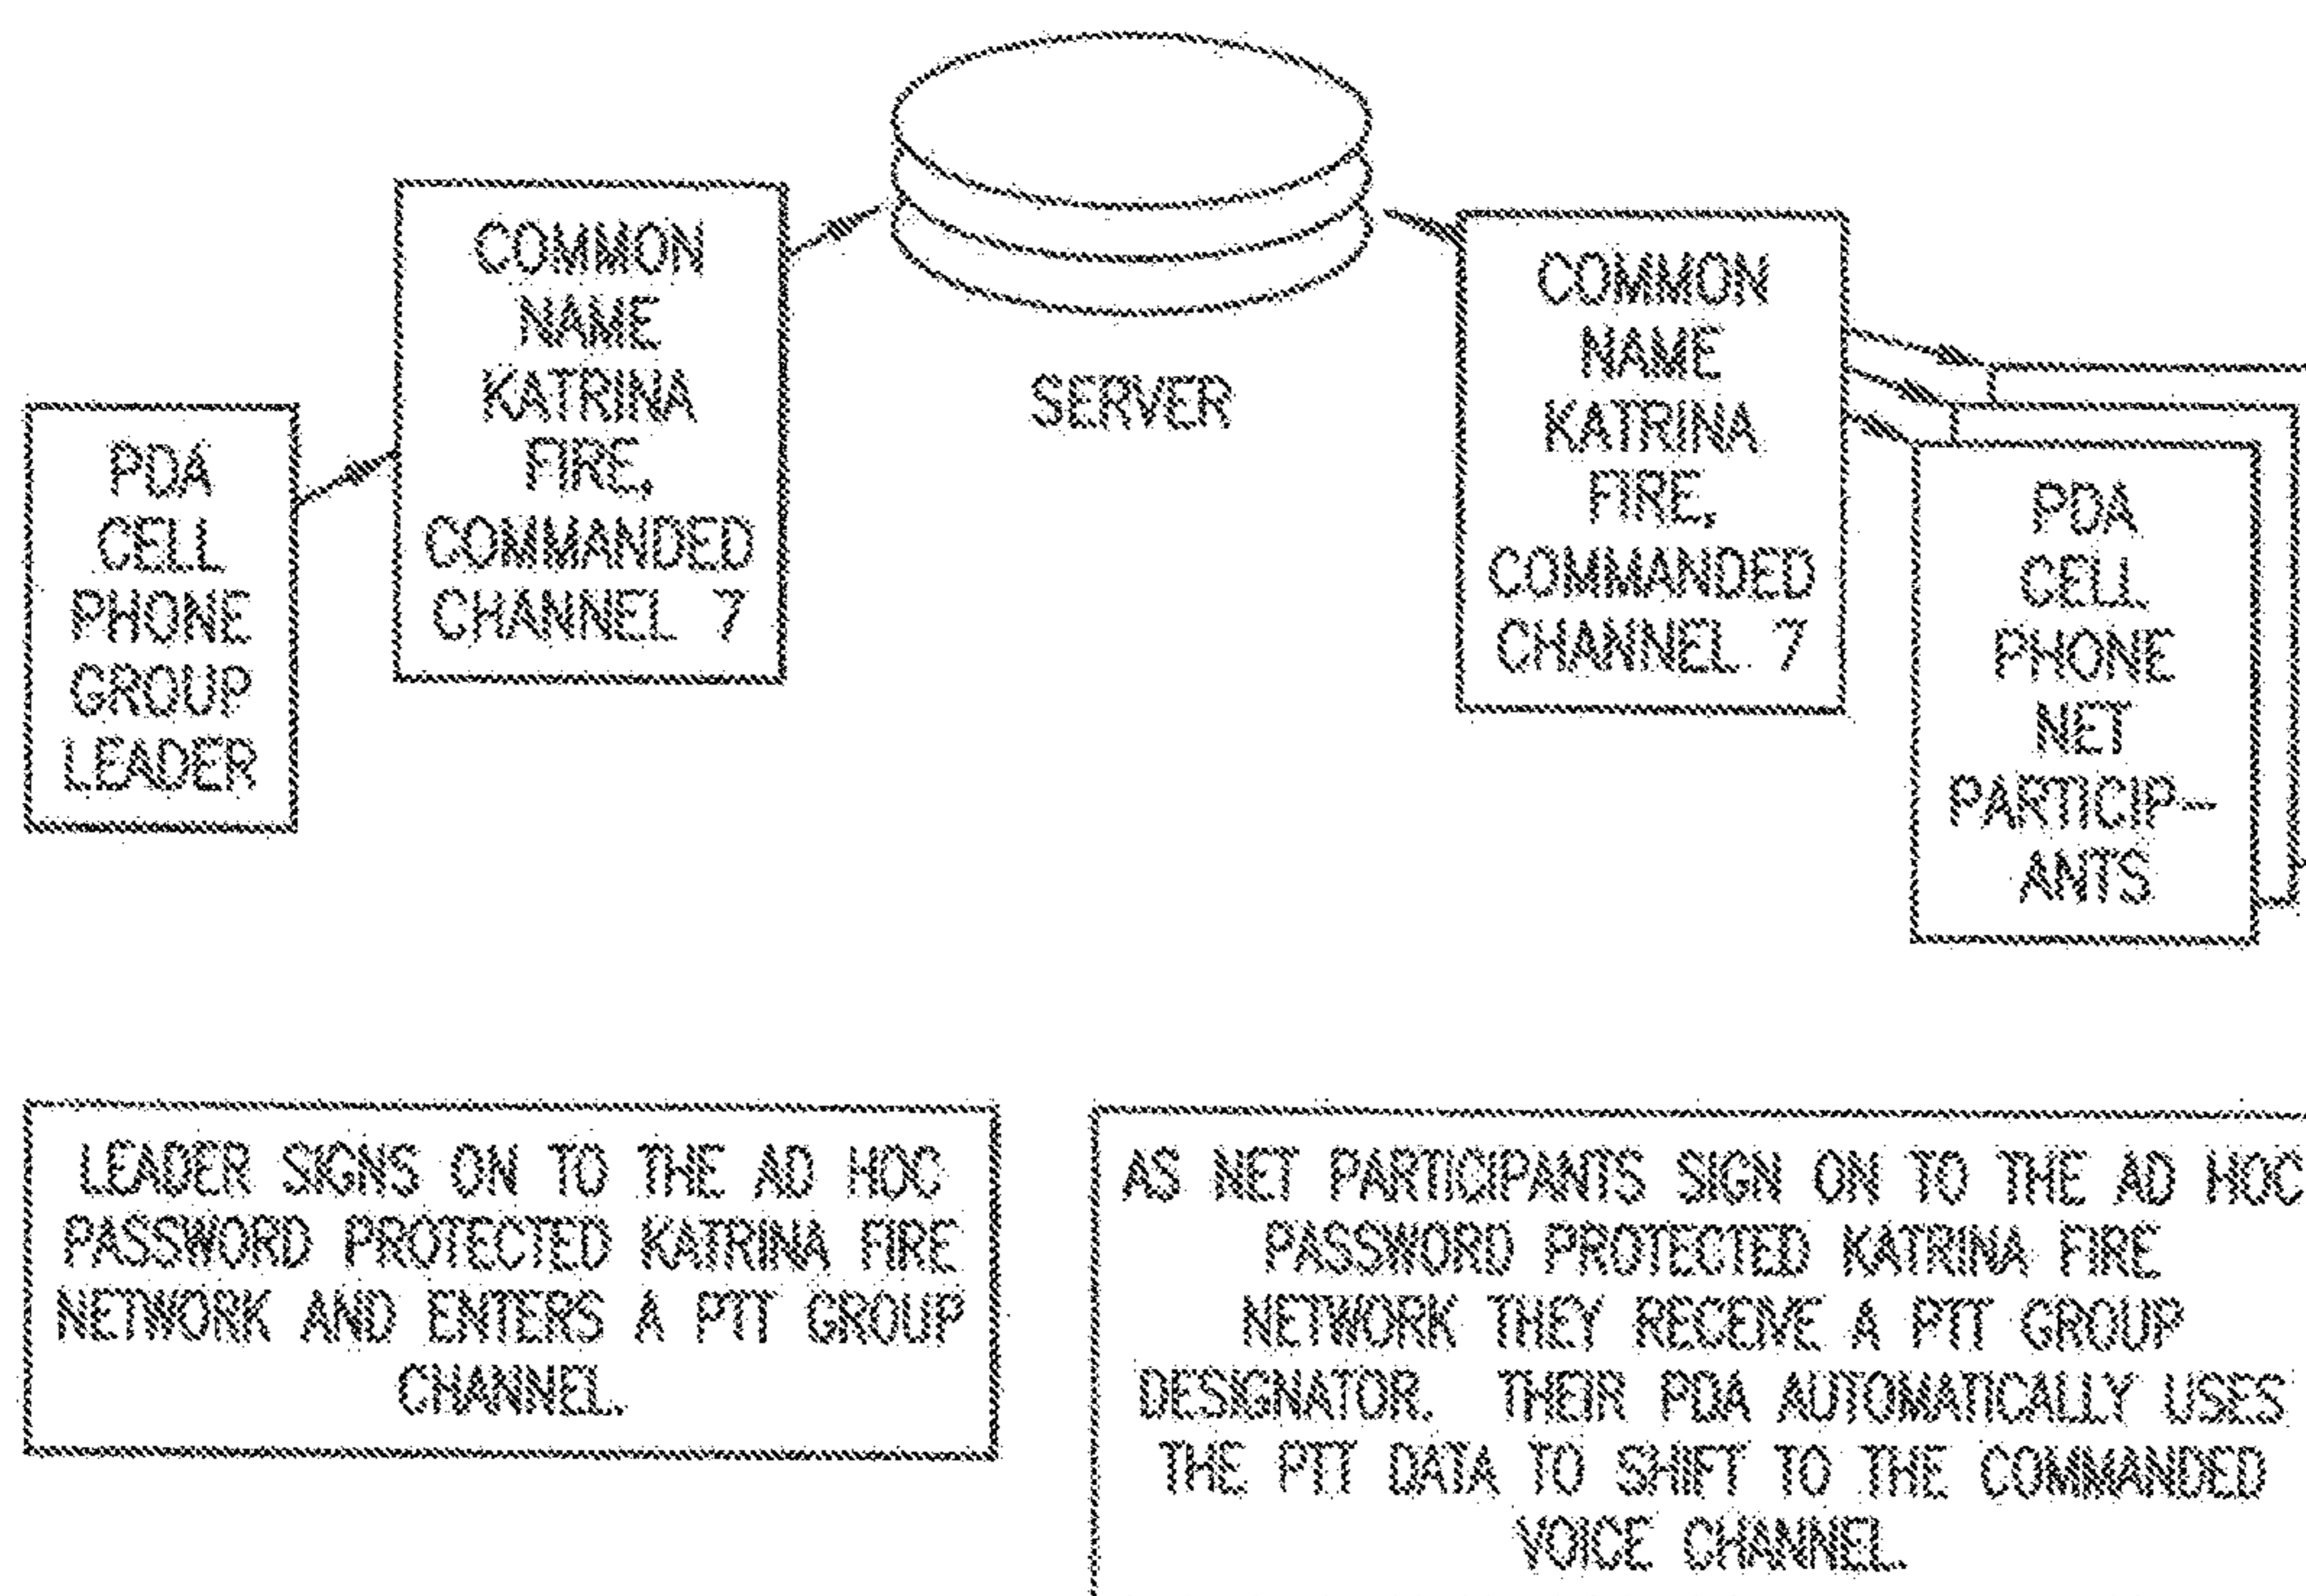 PDA
CELL
PHONE
GROUP
LEADER
COMMON
NAME
KATRINA
FIRE,
COMMANDED
CHANNEL 7
SERVER
COMMON
NAME
KATRINA
FIRE,
COMMANDED
CHANNEL 7
PDA
CELL
PHONE
NET
PARTICIP-
ANTS
LEADER SIGNS ON TO THE AD HOC
PASSWORD PROTECTED KATRINA FIRE
NETWORK AND ENTERS A PTT GROUP
CHANNEL.
AS NET PARTICIPANTS SIGN ON TO THE AD HOC
PASSWORD PROTECTED KATRINA FIRE
NETWORK THEY RECEIVE A PTT GROUP
DESIGNATOR. THEIR PDA AUTOMATICALLY USES
THE PTT DATA TO SHIFT TO THE COMMANDED
VOICE CHANNEL.